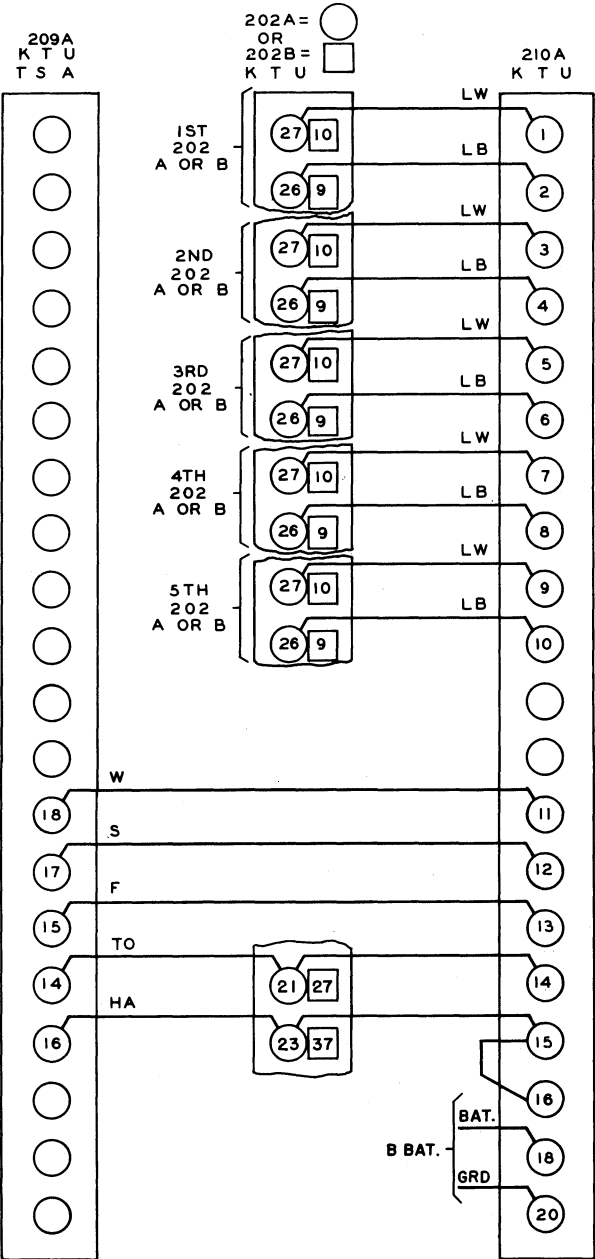 209A
K T U
T S A
202A=
OR
202B=
K T U
210A
K T U
1ST
202
A OR B
27 10
26 9
LW
LB
1
2
2ND
202
A OR B
27 10
26 9
LW
LB
3
4
3RD
202
A OR B
27 10
26 9
LW
LB
5
6
4TH
202
A OR B
27 10
26 9
LW
LB
7
8
5TH
202
A OR B
27 10
26 9
LW
LB
9
10
18 W 11
17 S 12
15 F 13
14 TO 21 27 14
16 HA 23 37 15
16
B BAT.
BAT. 18
GRD 20